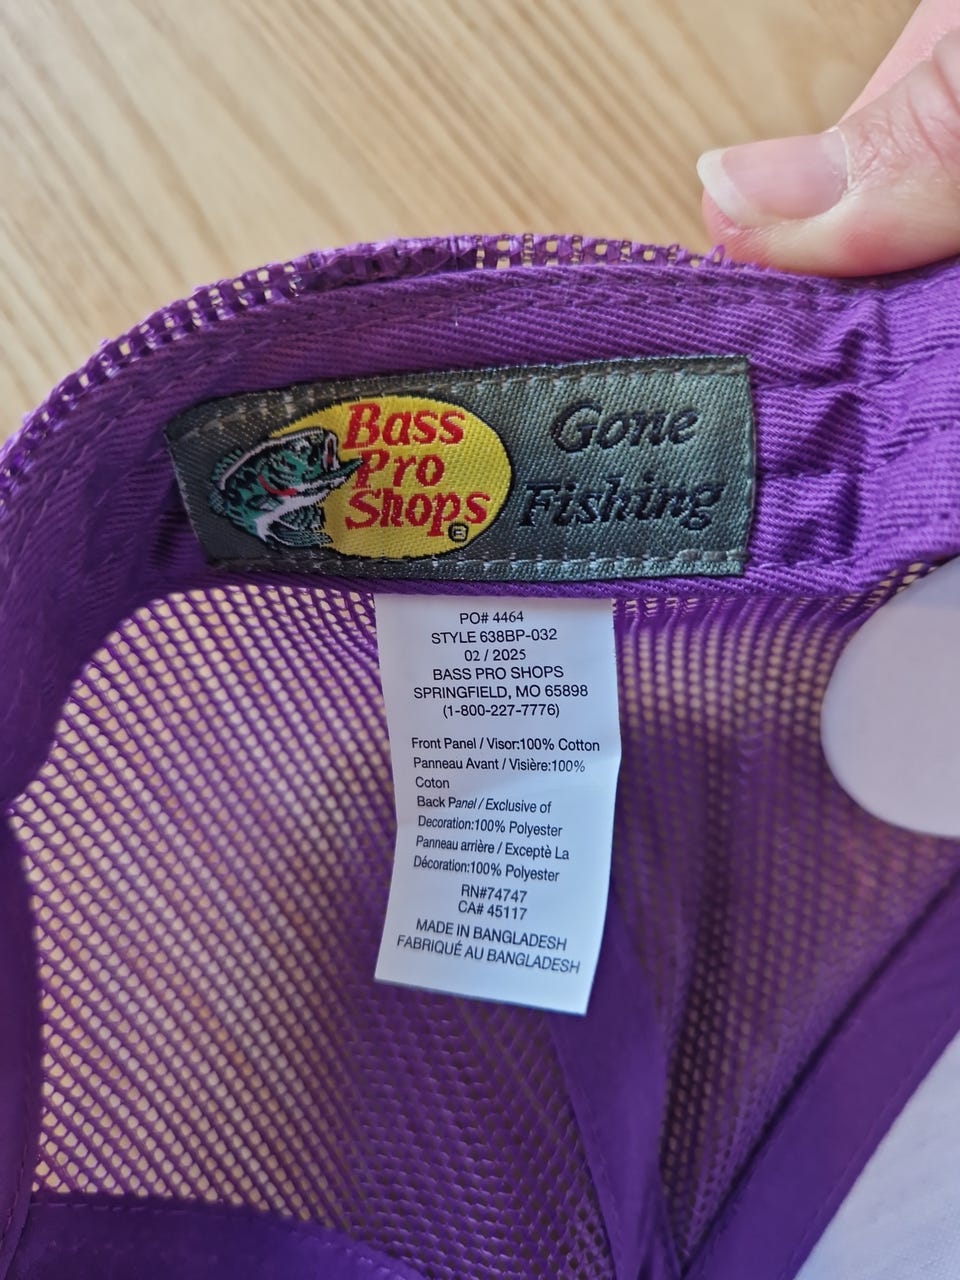 Bass
Pro
Shops®
Gone
Fishing
PO# 4464
STYLE 638BP-032
02 / 2025
BASS PRO SHOPS
SPRINGFIELD, MO 65898
(1-800-227-7776)
Front Panel / Visor:100% Cotton
Panneau Avant / Visière:100%
Coton
Back Panel / Exclusive of
Decoration:100% Polyester
Panneau arrière / Exceptè La
Décoration:100% Polyester
RN#74747
CA# 45117
MADE IN BANGLADESH
FABRIQUÉ AU BANGLADESH